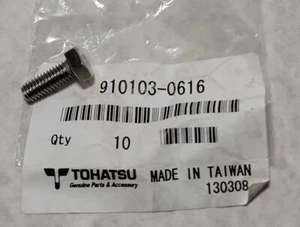 910103-0616
Qty 10
TOHATSU MADE IN TAIWAN
Genuine Parts & Accessory 130308